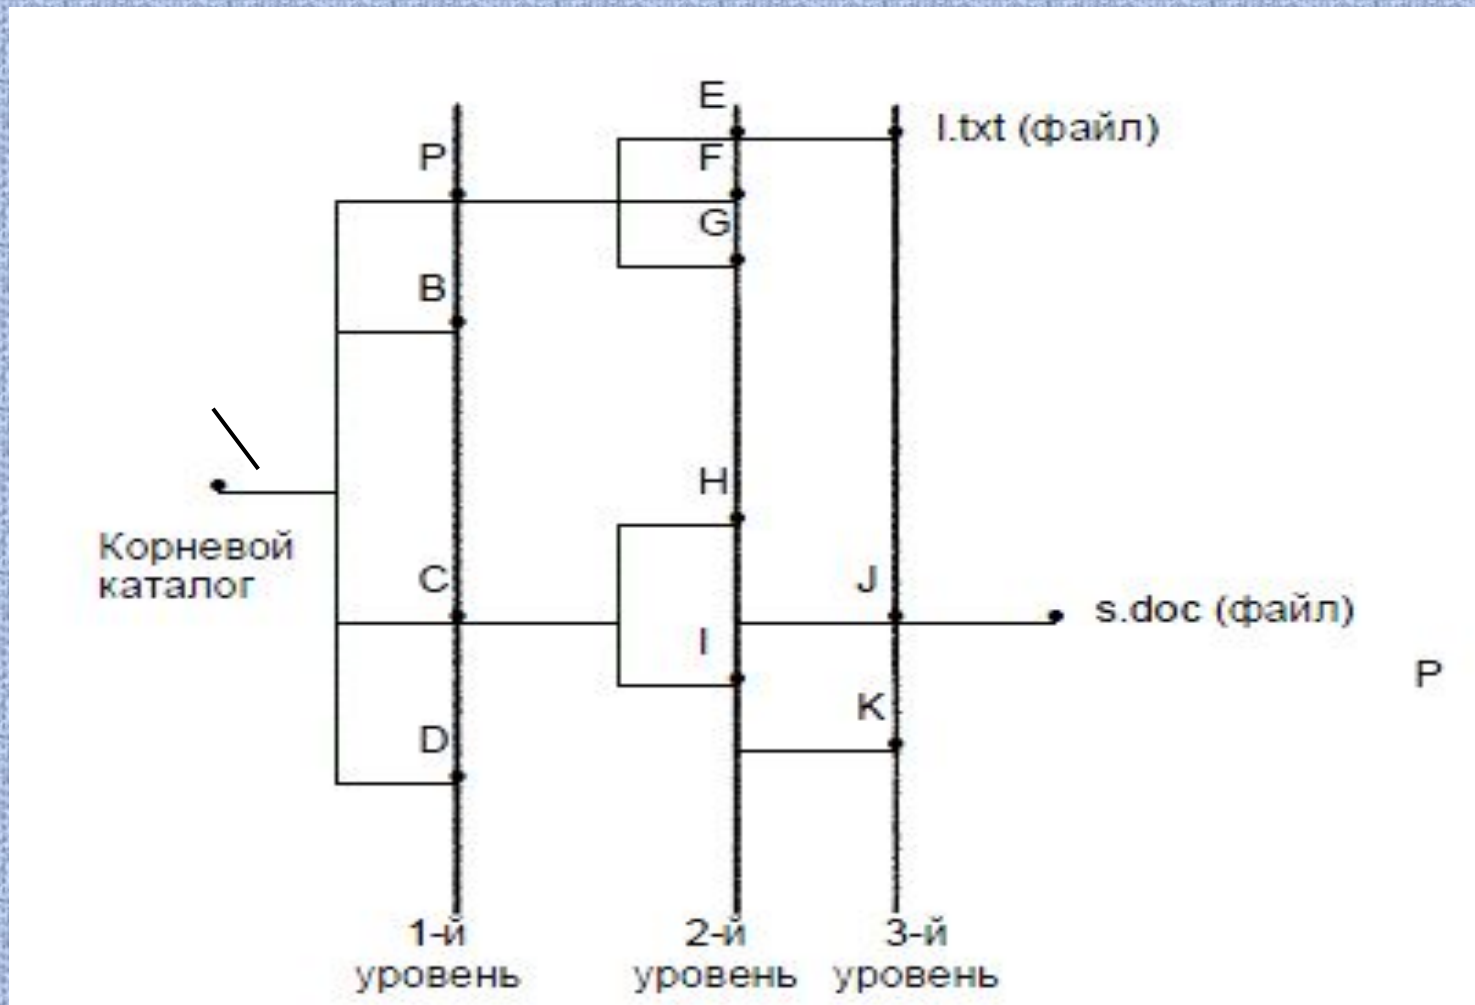 E
l.txt (файл)
P
F
G
B
H
Корневой
каталог
C
J
s.doc (файл)
I
P
K
D
1-й
уровень
2-й
уровень
3-й
уровень